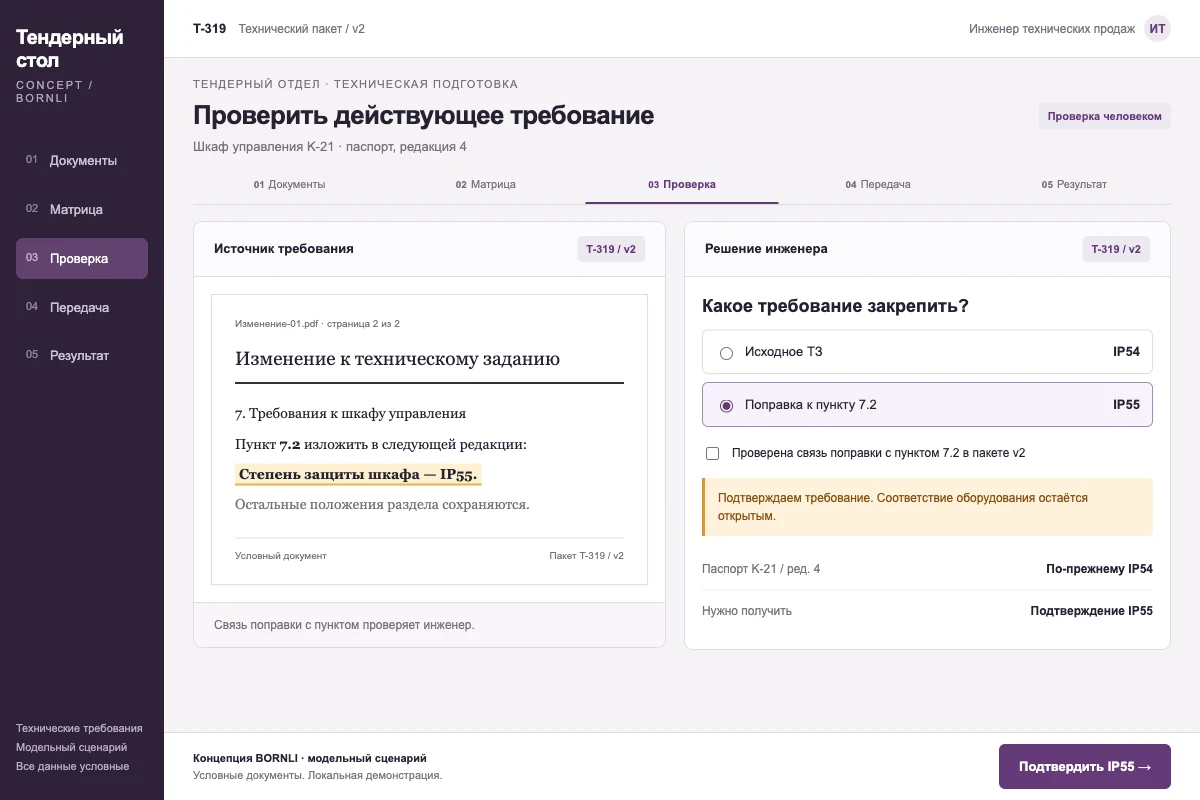 Тендерный
стол
CONCEPT /
BORNLI
01 Документы
02 Матрица
03 Проверка
04 Передача
05 Результат
Технические требования
Модельный сценарий
Все данные условные
Т-319 Технический пакет / v2
Инженер технических продаж ИТ
ТЕНДЕРНЫЙ ОТДЕЛ · ТЕХНИЧЕСКАЯ ПОДГОТОВКА
Проверить действующее требование
Проверка человеком
Шкаф управления К-21 · паспорт, редакция 4
01 Документы
02 Матрица
03 Проверка
04 Передача
05 Результат
Источник требования
Т-319 / v2
Изменение-01.pdf · страница 2 из 2
Изменение к техническому заданию
7. Требования к шкафу управления
Пункт 7.2 изложить в следующей редакции:
Степень защиты шкафа — IP55.
Остальные положения раздела сохраняются.
Условный документ
Пакет Т-319 / v2
Связь поправки с пунктом проверяет инженер.
Решение инженера
Т-319 / v2
Какое требование закрепить?
Исходное ТЗ IP54
Поправка к пункту 7.2 IP55
Проверена связь поправки с пунктом 7.2 в пакете v2
Подтверждаем требование. Соответствие оборудования остаётся
открытым.
Паспорт К-21 / ред. 4 По-прежнему IP54
Нужно получить Подтверждение IP55
Концепция BORNLI · модельный сценарий
Условные документы. Локальная демонстрация.
Подтвердить IP55 →